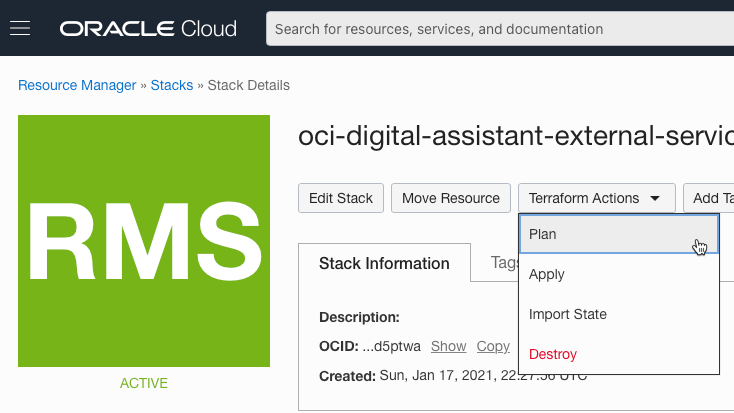 ORACLE Cloud
Search for resources, services, and documentation
Resource Manager » Stacks » Stack Details
RMS
ACTIVE
oci-digital-assistant-external-servic
Edit Stack Move Resource Terraform Actions Add Ta
Plan
Apply
Import State
Destroy
Stack Information Tags
Description:
OCID: ...d5ptwa Show Copy
Created: Sun, Jan 17, 2021, 22:27:56 UTC